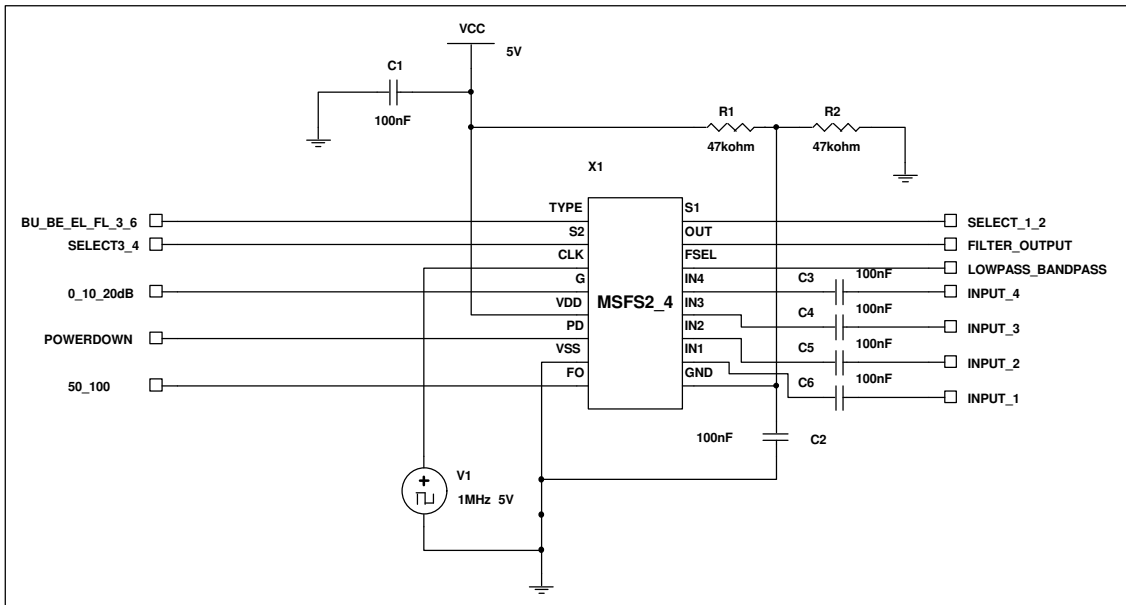 VCC
5V
C1
100nF
R1
47kohm
R2
47kohm
X1
BU_BE_EL_FL_3_6
SELECT3_4
0_10_20dB
POWERDOWN
50_100
TYPE
S2
CLK
G
VDD
PD
VSS
FO
MSFS2_4
S1
OUT
FSEL
IN4
IN3
IN2
IN1
GND
SELECT_1_2
FILTER_OUTPUT
LOWPASS_BANDPASS
C3
100nF
INPUT_4
C4
100nF
INPUT_3
C5
100nF
INPUT_2
C6
100nF
INPUT_1
100nF
C2
V1
1MHz 5V